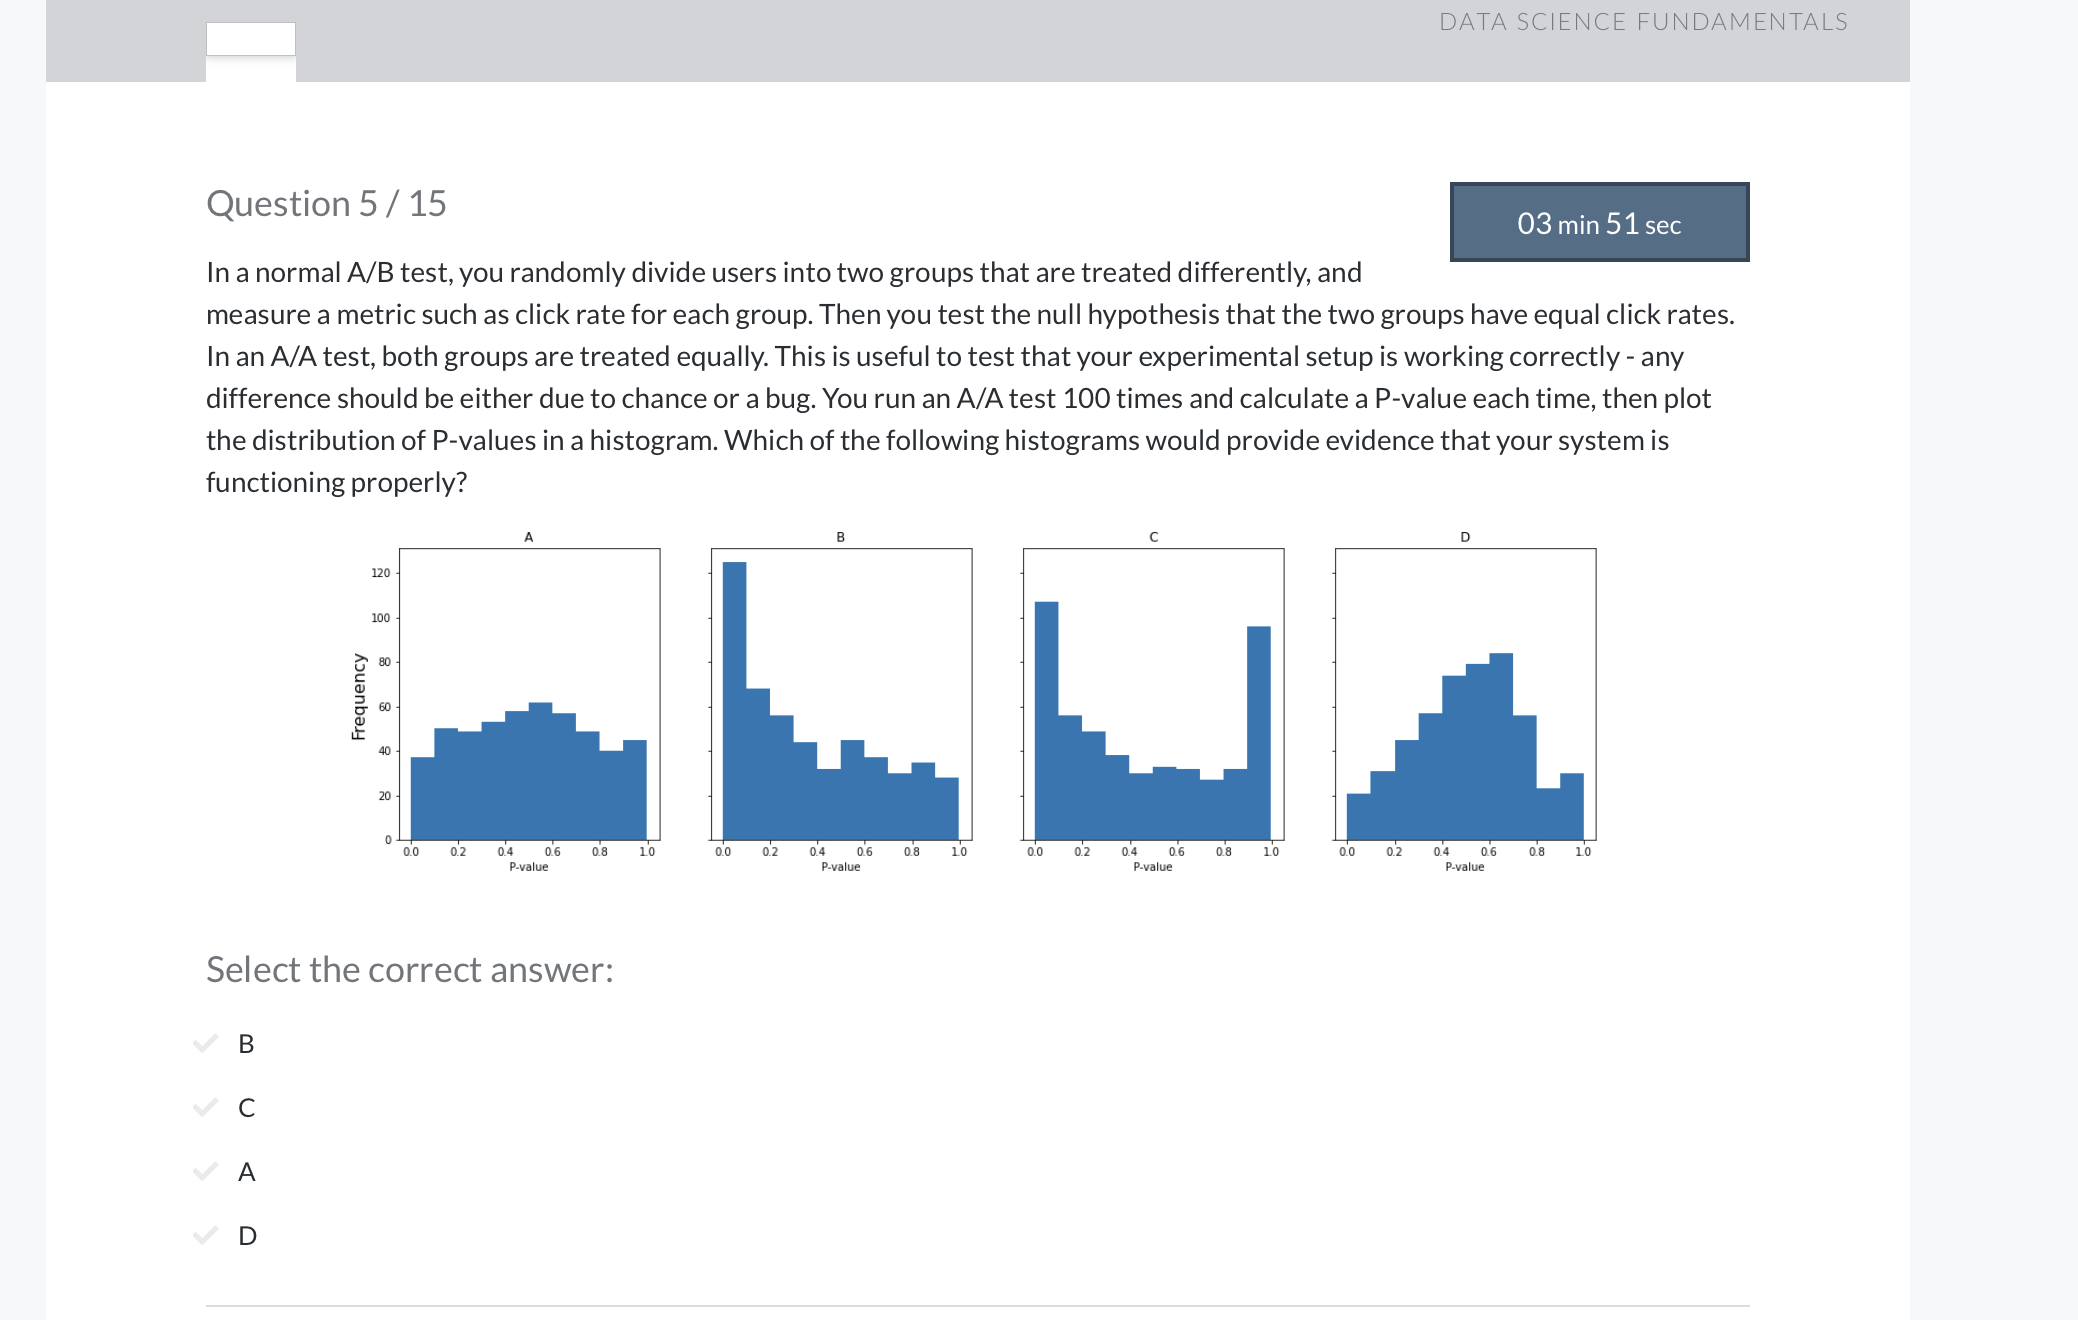 DATA SCIENCE FUNDAMENTALS
Question 5 / 15
03 min 51 sec
In a normal A/B test, you randomly divide users into two groups that are treated differently, and
measure a metric such as click rate for each group. Then you test the null hypothesis that the two groups have equal click rates.
In an A/A test, both groups are treated equally. This is useful to test that your experimental setup is working correctly - any
difference should be either due to chance or a bug. You run an A/A test 100 times and calculate a P-value each time, then plot
the distribution of P-values in a histogram. Which of the following histograms would provide evidence that your system is
functioning properly?
A B C D
Frequency
120
100
80
60
40
20
0
0.0 0.2 0.4 0.6 0.8 1.0 0.0 0.2 0.4 0.6 0.8 1.0 0.0 0.2 0.4 0.6 0.8 1.0 0.0 0.2 0.4 0.6 0.8 1.0
P-value P-value P-value P-value
Select the correct answer:
B
C
A
D